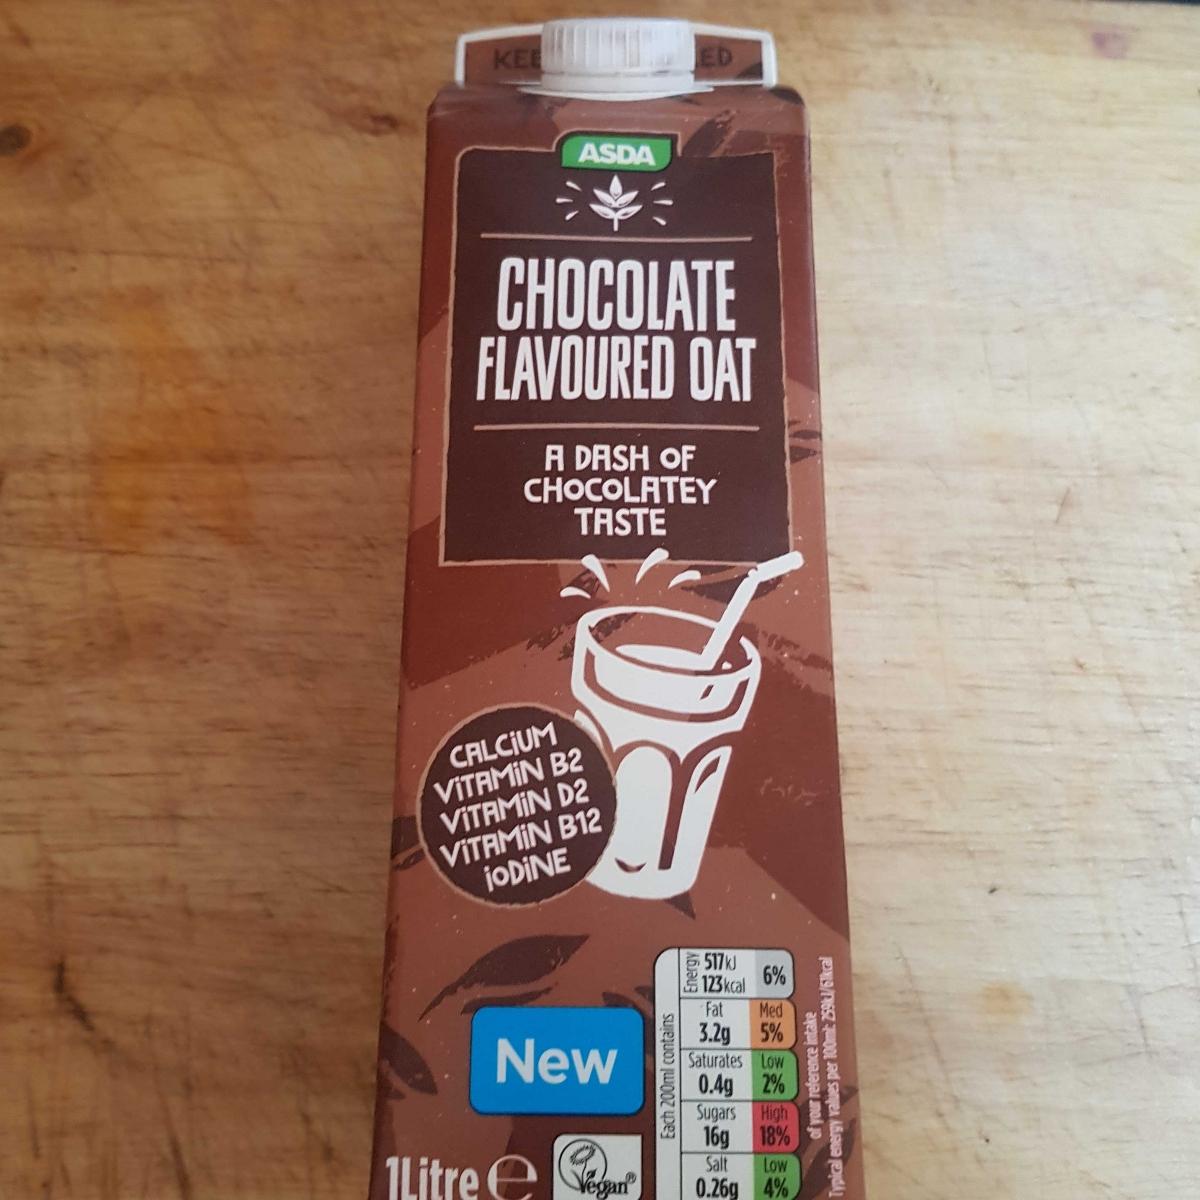 ASDA
CHOCOLATE
FLAVOURED OAT
A DASH OF
CHOCOLATEY
TASTE
CALCiUM
ViTAMiN B2
ViTAMiN D2
ViTAMiN B12
iODiNE
New
1Litre e
Vegan®
Each 200ml contains
Energy 517kJ 6%
123kcal
Fat Med
3.2g 5%
Saturates Low
0.4g 2%
Sugars High
16g 18%
Salt Low
0.26g 4%
of your reference intake
Typical energy values per 100ml: 259kJ/61kcal